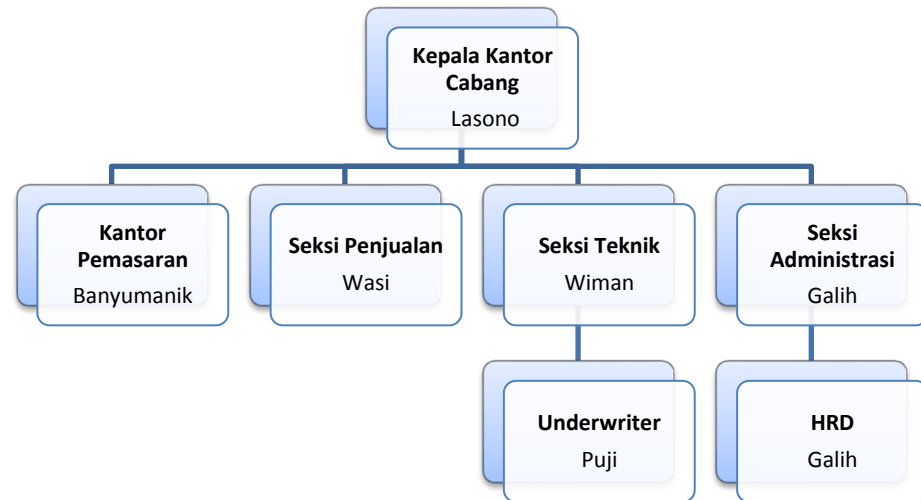 Kepala Kantor
Cabang
Lasono
Kantor
Pemasaran
Banyumanik
Seksi Penjualan
Wasi
Seksi Teknik
Wiman
Seksi
Administrasi
Galih
Underwriter
Puji
HRD
Galih